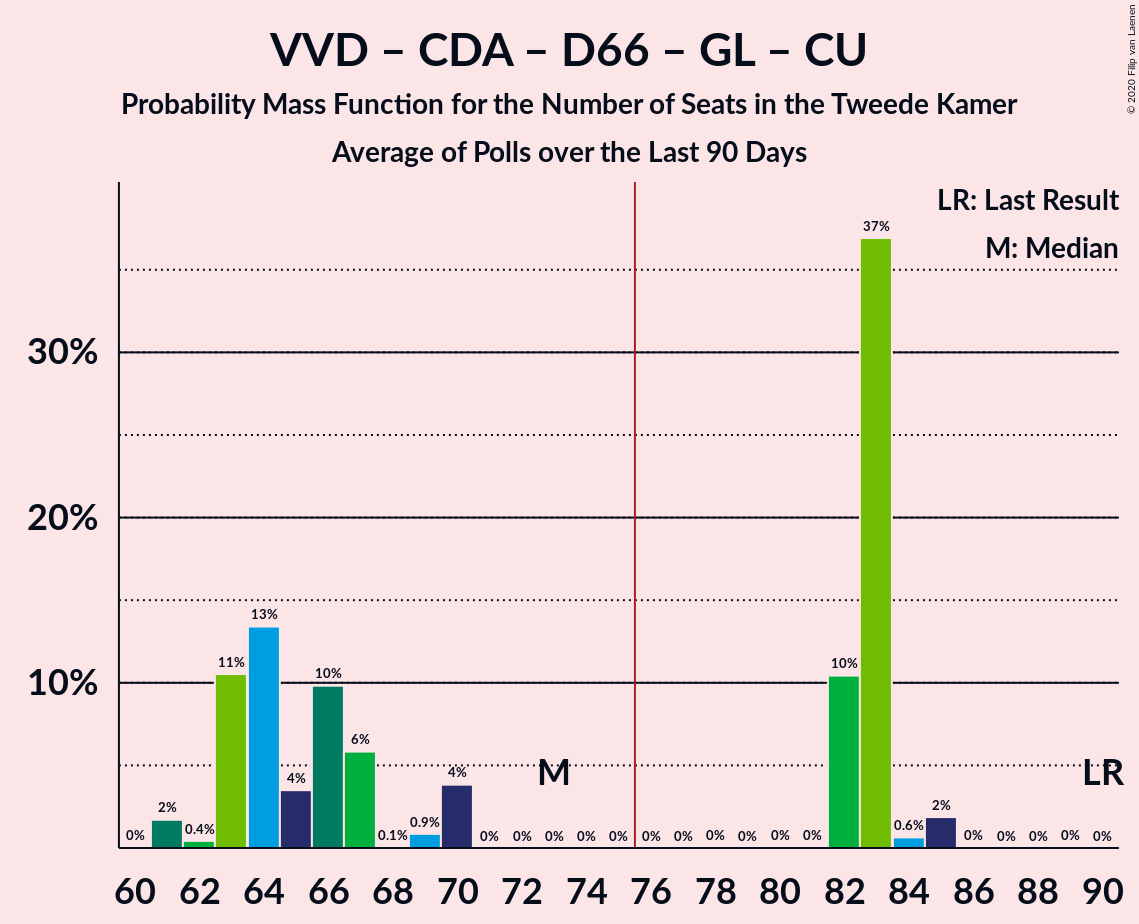 VVD – CDA – D66 – GL – CU
Probability Mass Function for the Number of Seats in the Tweede Kamer
Average of Polls over the Last 90 Days
© 2020 Filip van Laenen
LR: Last Result
M: Median
30%
20%
10%
0% 2% 0.4% 11% 13% 4% 10% 6% 0.1% 0.9% 4% 0% 0% 0% 0% 0% 0% 0% 0% 0% 0% 0% 10% 37% 0.6% 2% 0% 0% 0% 0% 0%
M
LR
60 62 64 66 68 70 72 74 76 78 80 82 84 86 88 90